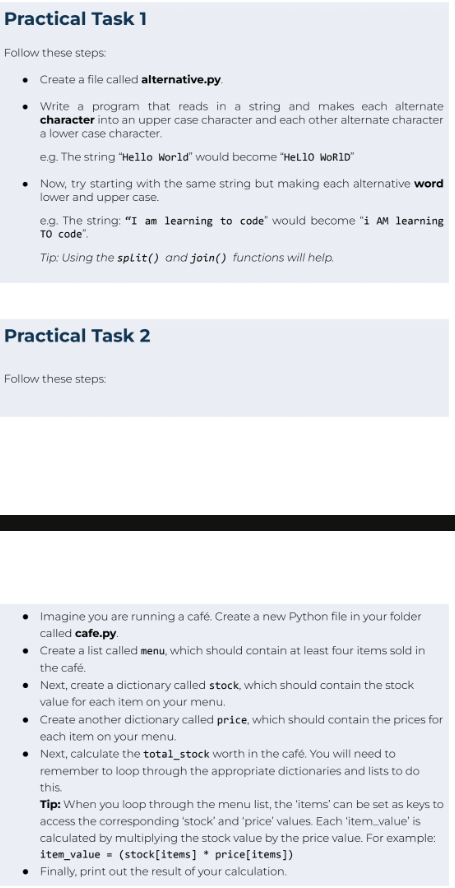 Practical Task 1
Follow these steps:
● Create a file called alternative.py.
● Write a program that reads in a string and makes each alternate
character into an upper case character and each other alternate character
a lower case character.
e.g. The string “Hello World” would become “HeLlO WoRlD”
● Now, try starting with the same string but making each alternative word
lower and upper case.
e.g. The string: “I am learning to code” would become “i AM learning
TO code”.
Tip: Using the split() and join() functions will help.
Practical Task 2
Follow these steps:
● Imagine you are running a café. Create a new Python file in your folder
called cafe.py.
● Create a list called menu, which should contain at least four items sold in
the café.
● Next, create a dictionary called stock, which should contain the stock
value for each item on your menu.
● Create another dictionary called price, which should contain the prices for
each item on your menu.
● Next, calculate the total_stock worth in the café. You will need to
remember to loop through the appropriate dictionaries and lists to do
this.
Tip: When you loop through the menu list, the ‘items’ can be set as keys to
access the corresponding ‘stock’ and ‘price’ values. Each ‘item_value’ is
calculated by multiplying the stock value by the price value. For example:
item_value = (stock[items] * price[items])
● Finally, print out the result of your calculation.